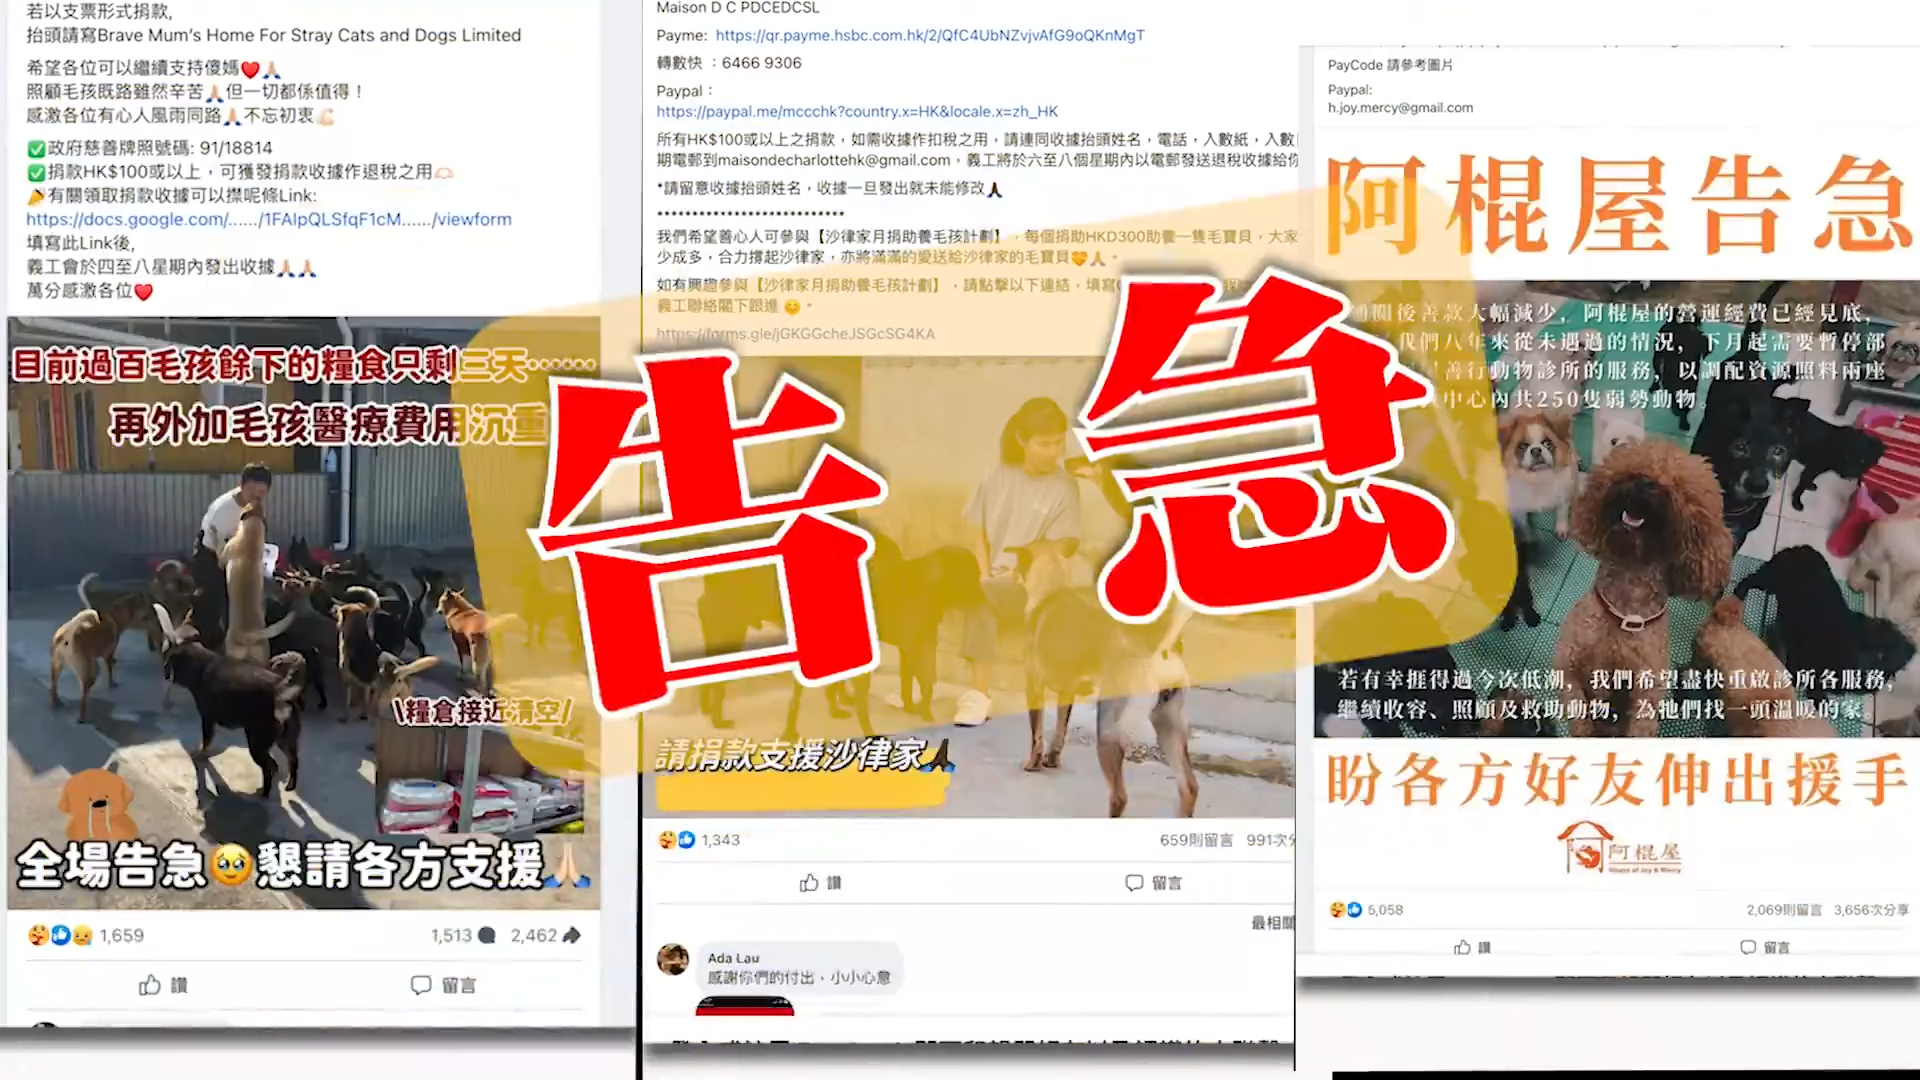 若以支票形式捐款,
抬頭請寫Brave Mum's Home For Stray Cats and Dogs Limited
希望各位可以繼續支持傻媽❤️🙏🏻
照顧毛孩既路雖然辛苦🙏🏻但一切都係值得！
感激各位有心人風雨同路🙏🏻不忘初衷💪🏻
✅政府慈善牌照號碼: 91/18814
✅捐款HK$100或以上，可獲發捐款收據作退稅之用🫶🏻
🎉有關領取捐款收據可以㩒呢條Link:
https://docs.google.com/....../1FAIpQLSfqF1cM....../viewform
填寫此Link後,
義工會於四至八星期內發出收據🙏🏻🙏🏻
萬分感激各位❤️
目前過百毛孩餘下的糧食只剩三天……
再外加毛孩醫療費用沉重
\糧倉接近清空/
全場告急🥹懇請各方支援🙏🏻
1,659
1,513
2,462
讚
留言
Maison D C PDCEDCSL
Payme: https://qr.payme.hsbc.com.hk/2/QfC4UbNZvjvAfG9oQKnMgT
轉數快 ：6466 9306
Paypal：
https://paypal.me/mccchk?country.x=HK&locale.x=zh_HK
所有HK$100或以上之捐款，如需收據作扣稅之用，請連同收據抬頭姓名，電話，入數紙，入數
期電郵到maisondecharlottehk@gmail.com，義工將於六至八個星期內以電郵發送退稅收據給你
*請留意收據抬頭姓名，收據一旦發出就未能修改🙏
我們希望善心人可參與【沙律家月捐助養毛孩計劃】，每個捐助HKD300助養一隻毛寶貝，大家
少成多，合力撐起沙律家，亦將滿滿的愛送給沙律家的毛寶貝🧡🙏。
如有興趣參與【沙律家月捐助養毛孩計劃】，請點擊以下連結，填寫
義工聯絡閣下跟進 😊。
https://forms.gle/jGKGGcheJSGcSG4KA
告急
請捐款支援沙律家🙏
1,343
659則留言
991次
讚
留言
最相關
Ada Lau
感謝你們的付出，小小心意
PayCode 請參考圖片
Paypal:
h.joy.mercy@gmail.com
阿棍屋告急
通關後善款大幅減少，阿棍屋的營運經費已經見底，
我們八年來從未遇過的情況，下月起需要暫停部
善行動物診所的服務，以調配資源照料兩座
中心內共250隻弱勢動物。
若有幸捱得過今次低潮，我們希望盡快重啟診所各服務，
繼續收容、照顧及救助動物，為牠們找一頭溫暖的家
盼各方好友伸出援手
阿棍屋
House of Joy & Mercy
5,058
2,069則留言
3,656次分享
讚
留言